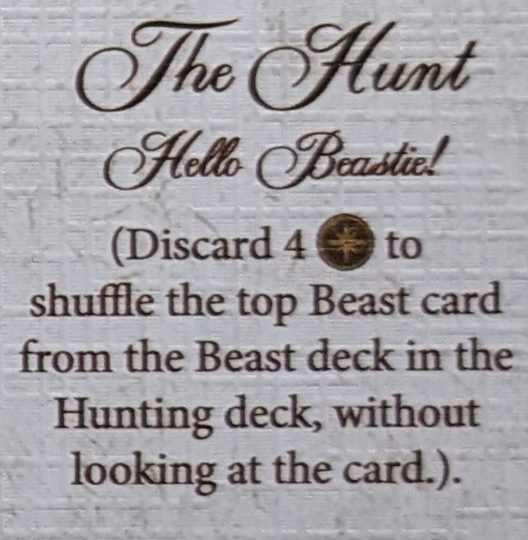 The Hunt
Hello Beastie!
(Discard 4 to
shuffle the top Beast card
from the Beast deck in the
Hunting deck, without
looking at the card.).